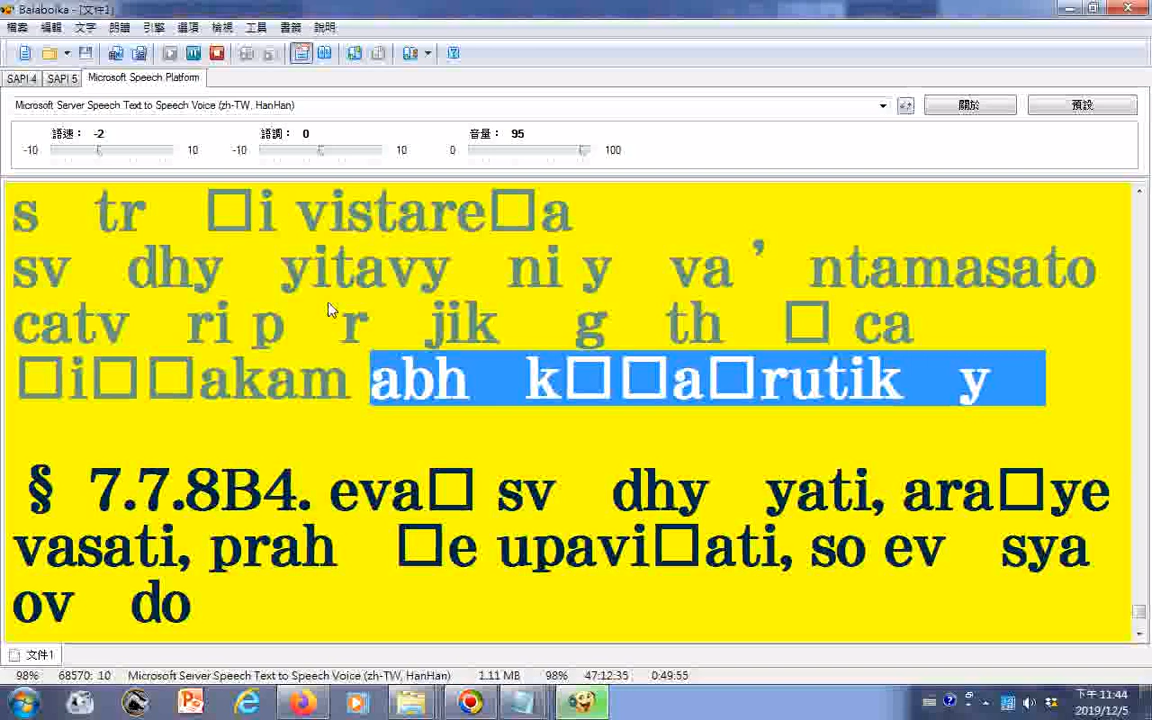 Balabolka - [文件1]
檔案 編輯 文字 朗讀 引擎 選項 檢視 工具 書籤 說明
SAPI 4 SAPI 5 Microsoft Speech Platform
Microsoft Server Speech Text to Speech Voice (zh-TW, HanHan) 關於 預設
語速： -2 語調： 0 音量： 95
-10 10 -10 10 0 100
s tr □i vistare□a
sv dhy yitavy ni y va ’ ntamasato
catv ri p r jik g th □ ca
□i□□akam abh k□□a□rutik y
§ 7.7.8B4. eva□ sv dhy yati, ara□ye
vasati, prah □e upavi□ati, so ev sya
ov do
文件1
98% 68570: 10 Microsoft Server Speech Text to Speech Voice (zh-TW, HanHan) 1.11 MB 98% 47:12:35 0:49:55
下午 11:44
2019/12/5